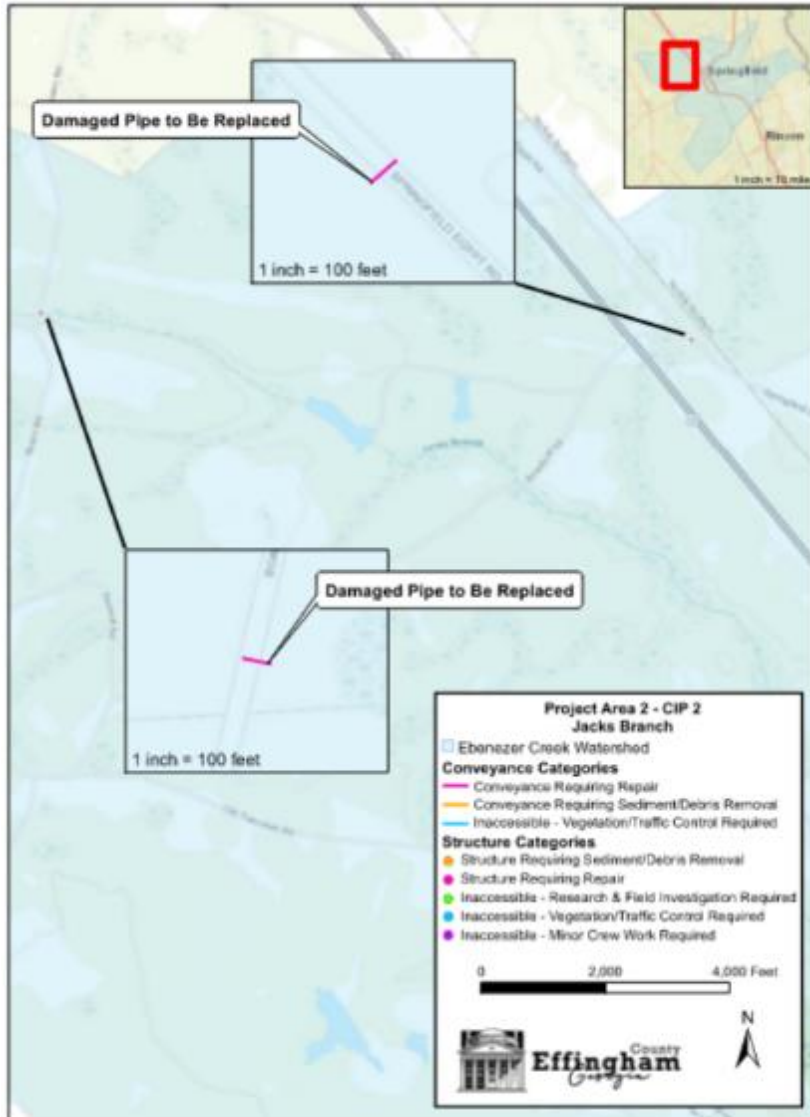 Damaged Pipe to Be Replaced
SPRINGFIELD EGYPT RD
1 inch = 100 feet
Springfield
Rincon
Damaged Pipe to Be Replaced
1 inch = 100 feet
Project Area 2 - CIP 2
Jacks Branch
Ebenezer Creek Watershed
Conveyance Categories
Conveyance Requiring Repair
Conveyance Requiring Sediment/Debris Removal
Inaccessible - Vegetation/Traffic Control Required
Structure Categories
Structure Requiring Sediment/Debris Removal
Structure Requiring Repair
Inaccessible - Research & Field Investigation Required
Inaccessible - Vegetation/Traffic Control Required
Inaccessible - Minor Crew Work Required
0 2,000 4,000 Feet
N
Effingham County
Georgia